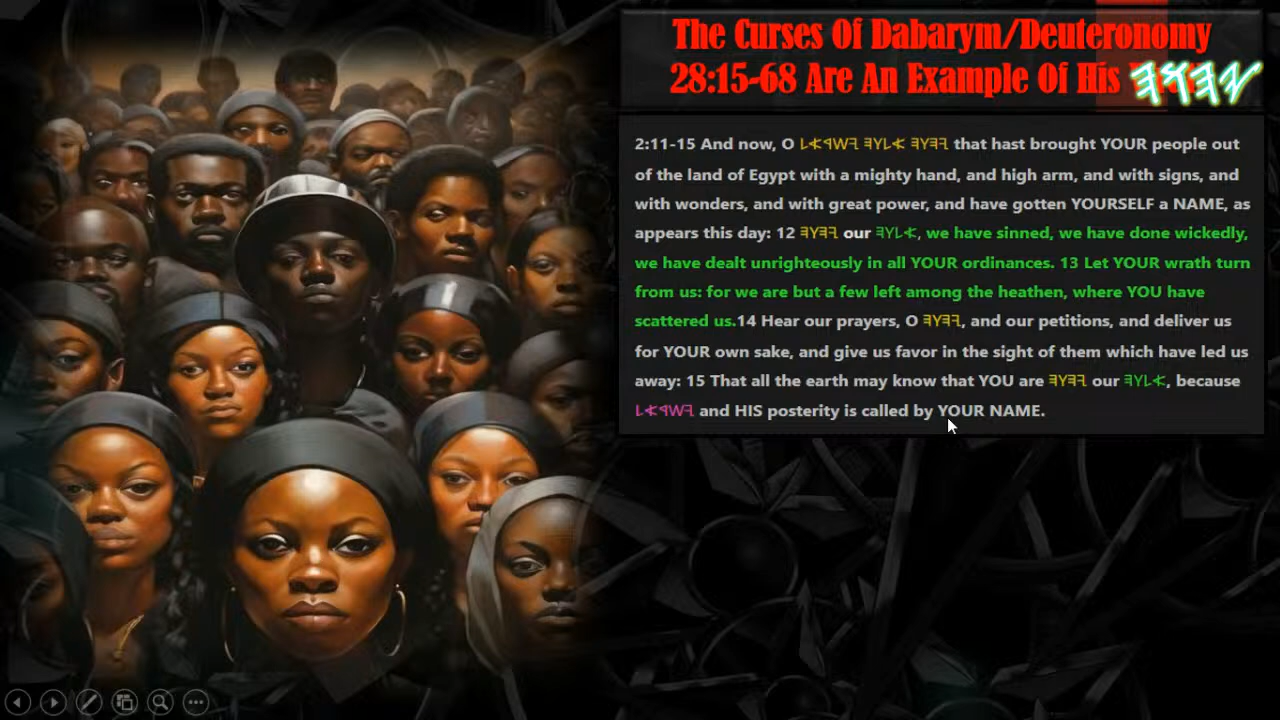 The Curses Of Dabarym/Deuteronomy
28:15-68 Are An Example Of His 𐤉𐤄𐤅𐤄
2:11-15 And now, O 𐤉𐤄𐤅𐤄 𐤀𐤋𐤅𐤄 𐤉𐤔𐤓𐤀𐤋 that hast brought YOUR people out
of the land of Egypt with a mighty hand, and high arm, and with signs, and
with wonders, and with great power, and have gotten YOURSELF a NAME, as
appears this day: 12 𐤉𐤄𐤅𐤄 our 𐤀𐤋𐤅𐤄, we have sinned, we have done wickedly,
we have dealt unrighteously in all YOUR ordinances. 13 Let YOUR wrath turn
from us: for we are but a few left among the heathen, where YOU have
scattered us.14 Hear our prayers, O 𐤉𐤄𐤅𐤄, and our petitions, and deliver us
for YOUR own sake, and give us favor in the sight of them which have led us
away: 15 That all the earth may know that YOU are 𐤉𐤄𐤅𐤄 our 𐤀𐤋𐤅𐤄, because
𐤉𐤔𐤓𐤀𐤋 and HIS posterity is called by YOUR NAME.